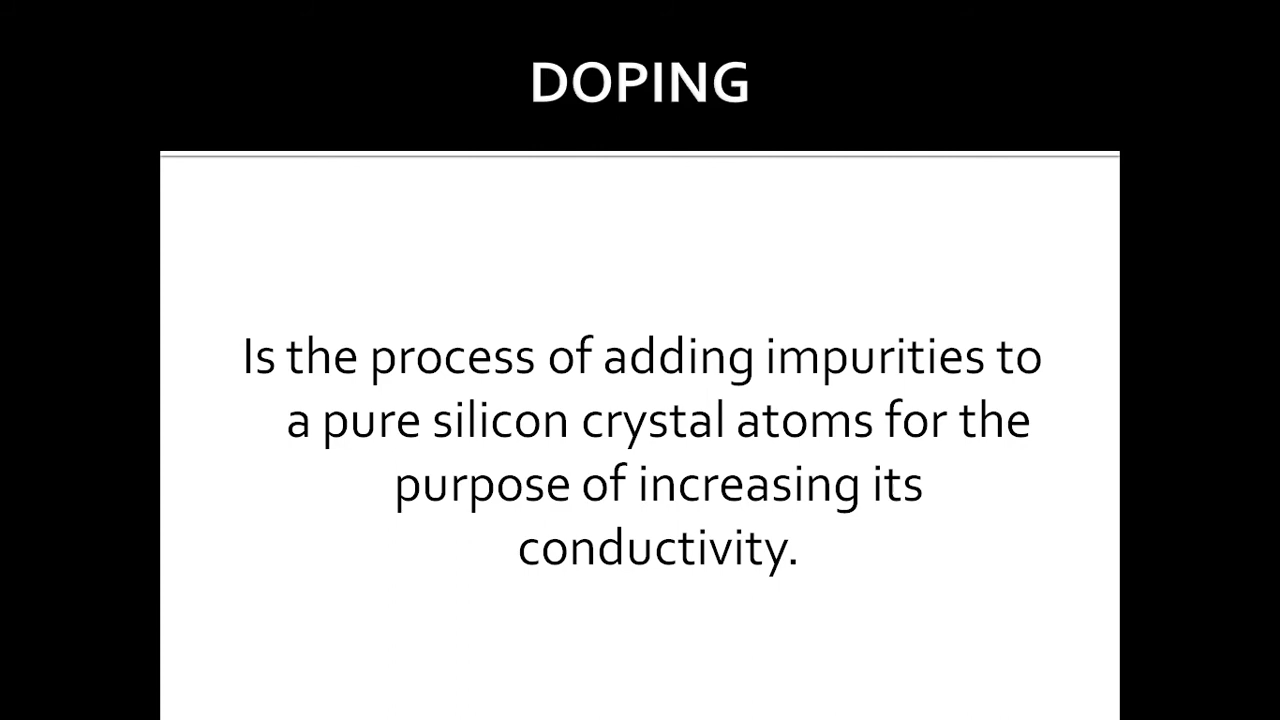 DOPING
Is the process of adding impurities to
a pure silicon crystal atoms for the
purpose of increasing its
conductivity.